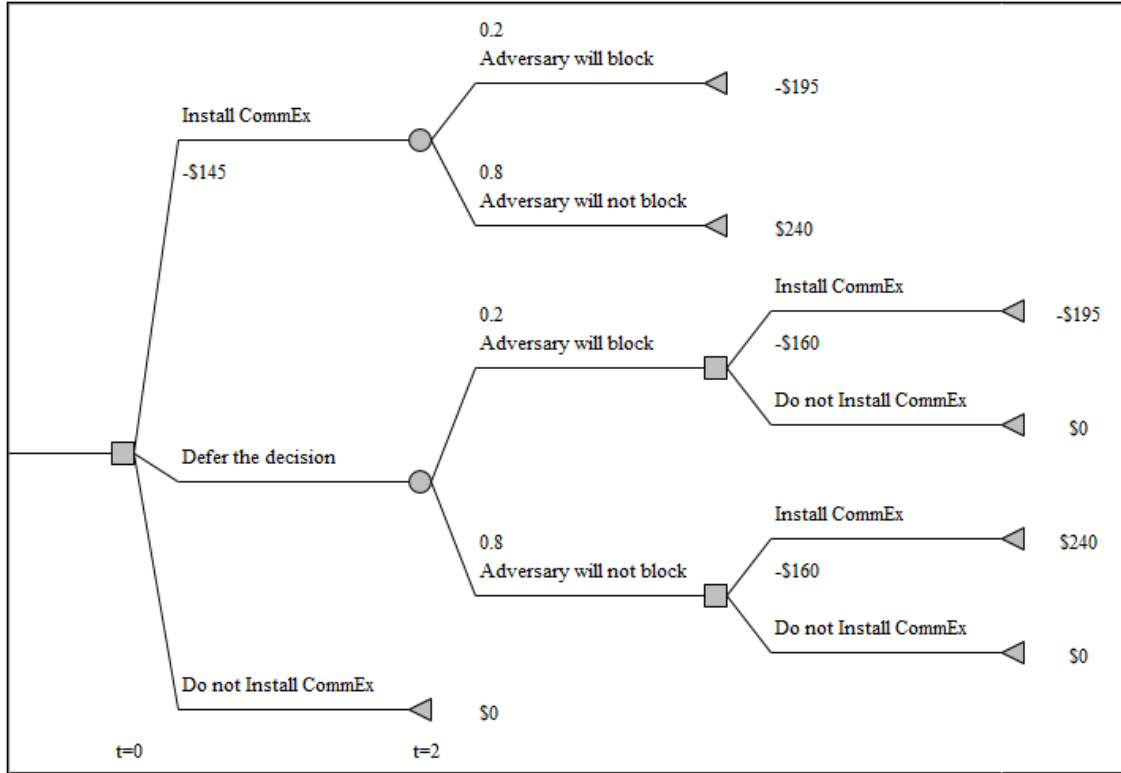 0.2
Adversary will block
-$195
Install CommEx
-$145
0.8
Adversary will not block
$240
Install CommEx
-$195
0.2
Adversary will block
-$160
Do not Install CommEx
$0
Defer the decision
Install CommEx
$240
0.8
Adversary will not block
-$160
Do not Install CommEx
$0
Do not Install CommEx
$0
t=0
t=2